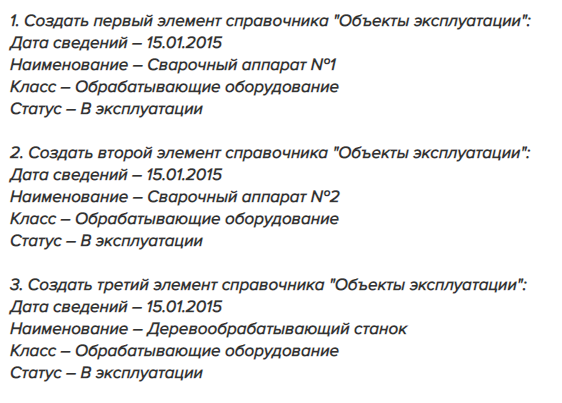 1. Создать первый элемент справочника "Объекты эксплуатации":
Дата сведений – 15.01.2015
Наименование – Сварочный аппарат №1
Класс – Обрабатывающие оборудование
Статус – В эксплуатации
2. Создать второй элемент справочника "Объекты эксплуатации":
Дата сведений – 15.01.2015
Наименование – Сварочный аппарат №2
Класс – Обрабатывающие оборудование
Статус – В эксплуатации
3. Создать третий элемент справочника "Объекты эксплуатации":
Дата сведений – 15.01.2015
Наименование – Деревообрабатывающий станок
Класс – Обрабатывающие оборудование
Статус – В эксплуатации